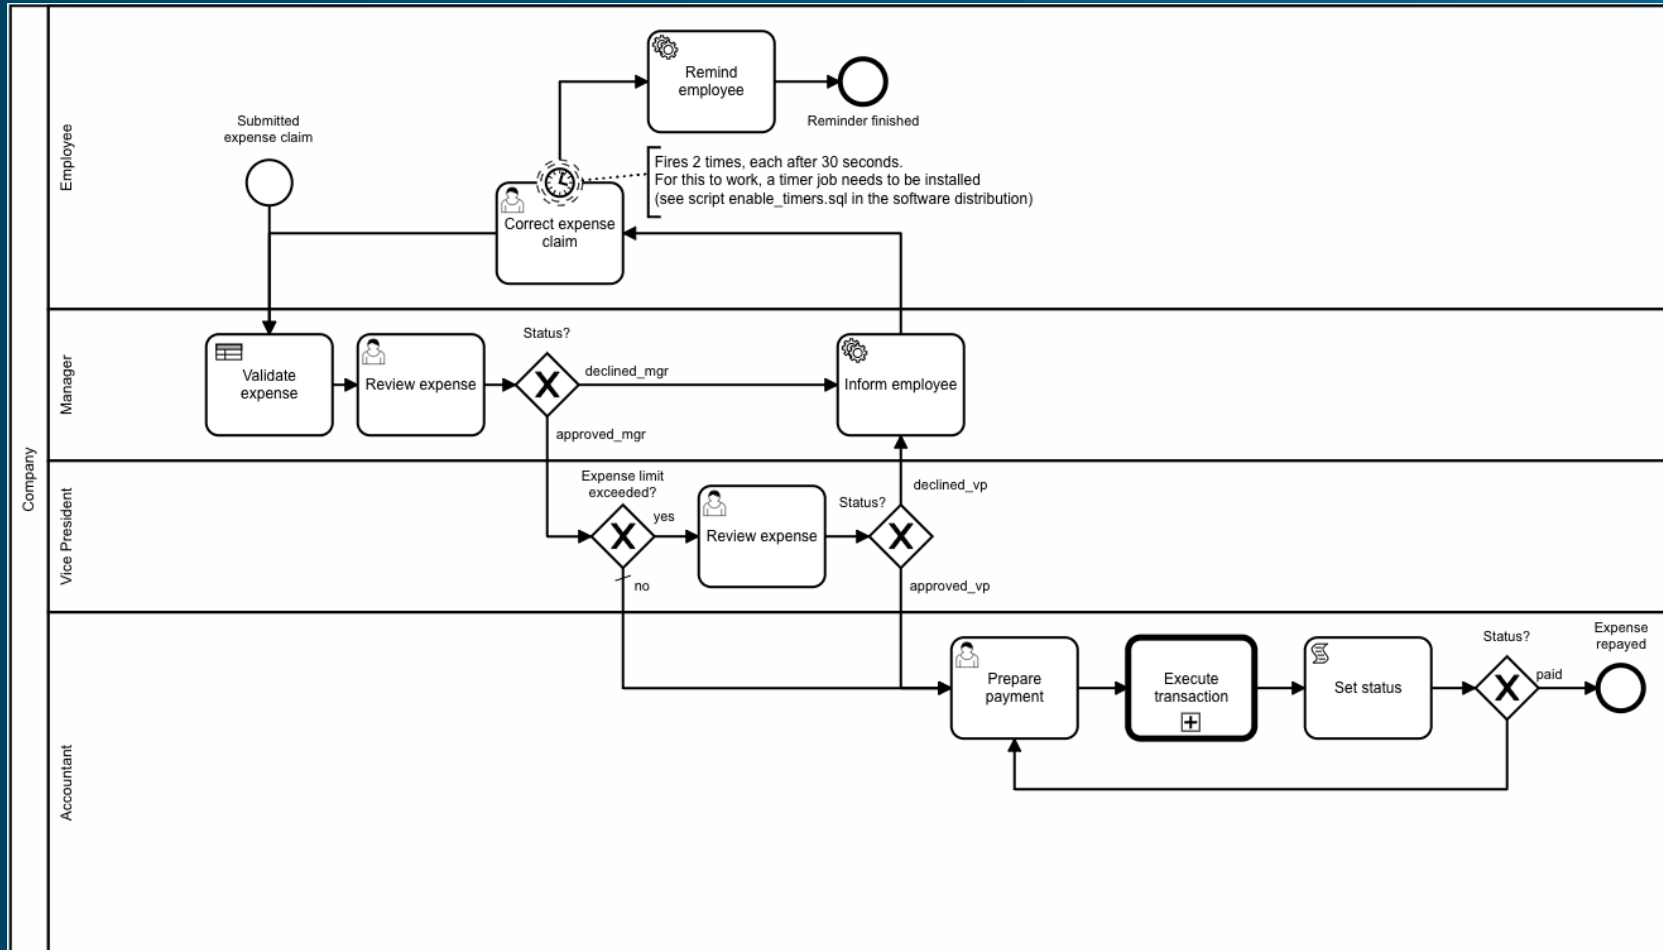 Company
Employee
Submitted
expense claim
Remind
employee
Reminder finished
Fires 2 times, each after 30 seconds.
For this to work, a timer job needs to be installed
(see script enable_timers.sql in the software distribution)
Correct expense
claim
Manager
Validate
expense
Review expense
Status?
declined_mgr
approved_mgr
Inform employee
Vice President
Expense limit
exceeded?
yes
no
Review expense
Status?
declined_vp
approved_vp
Accountant
Prepare
payment
Execute
transaction
Set status
Status?
paid
Expense
repayed